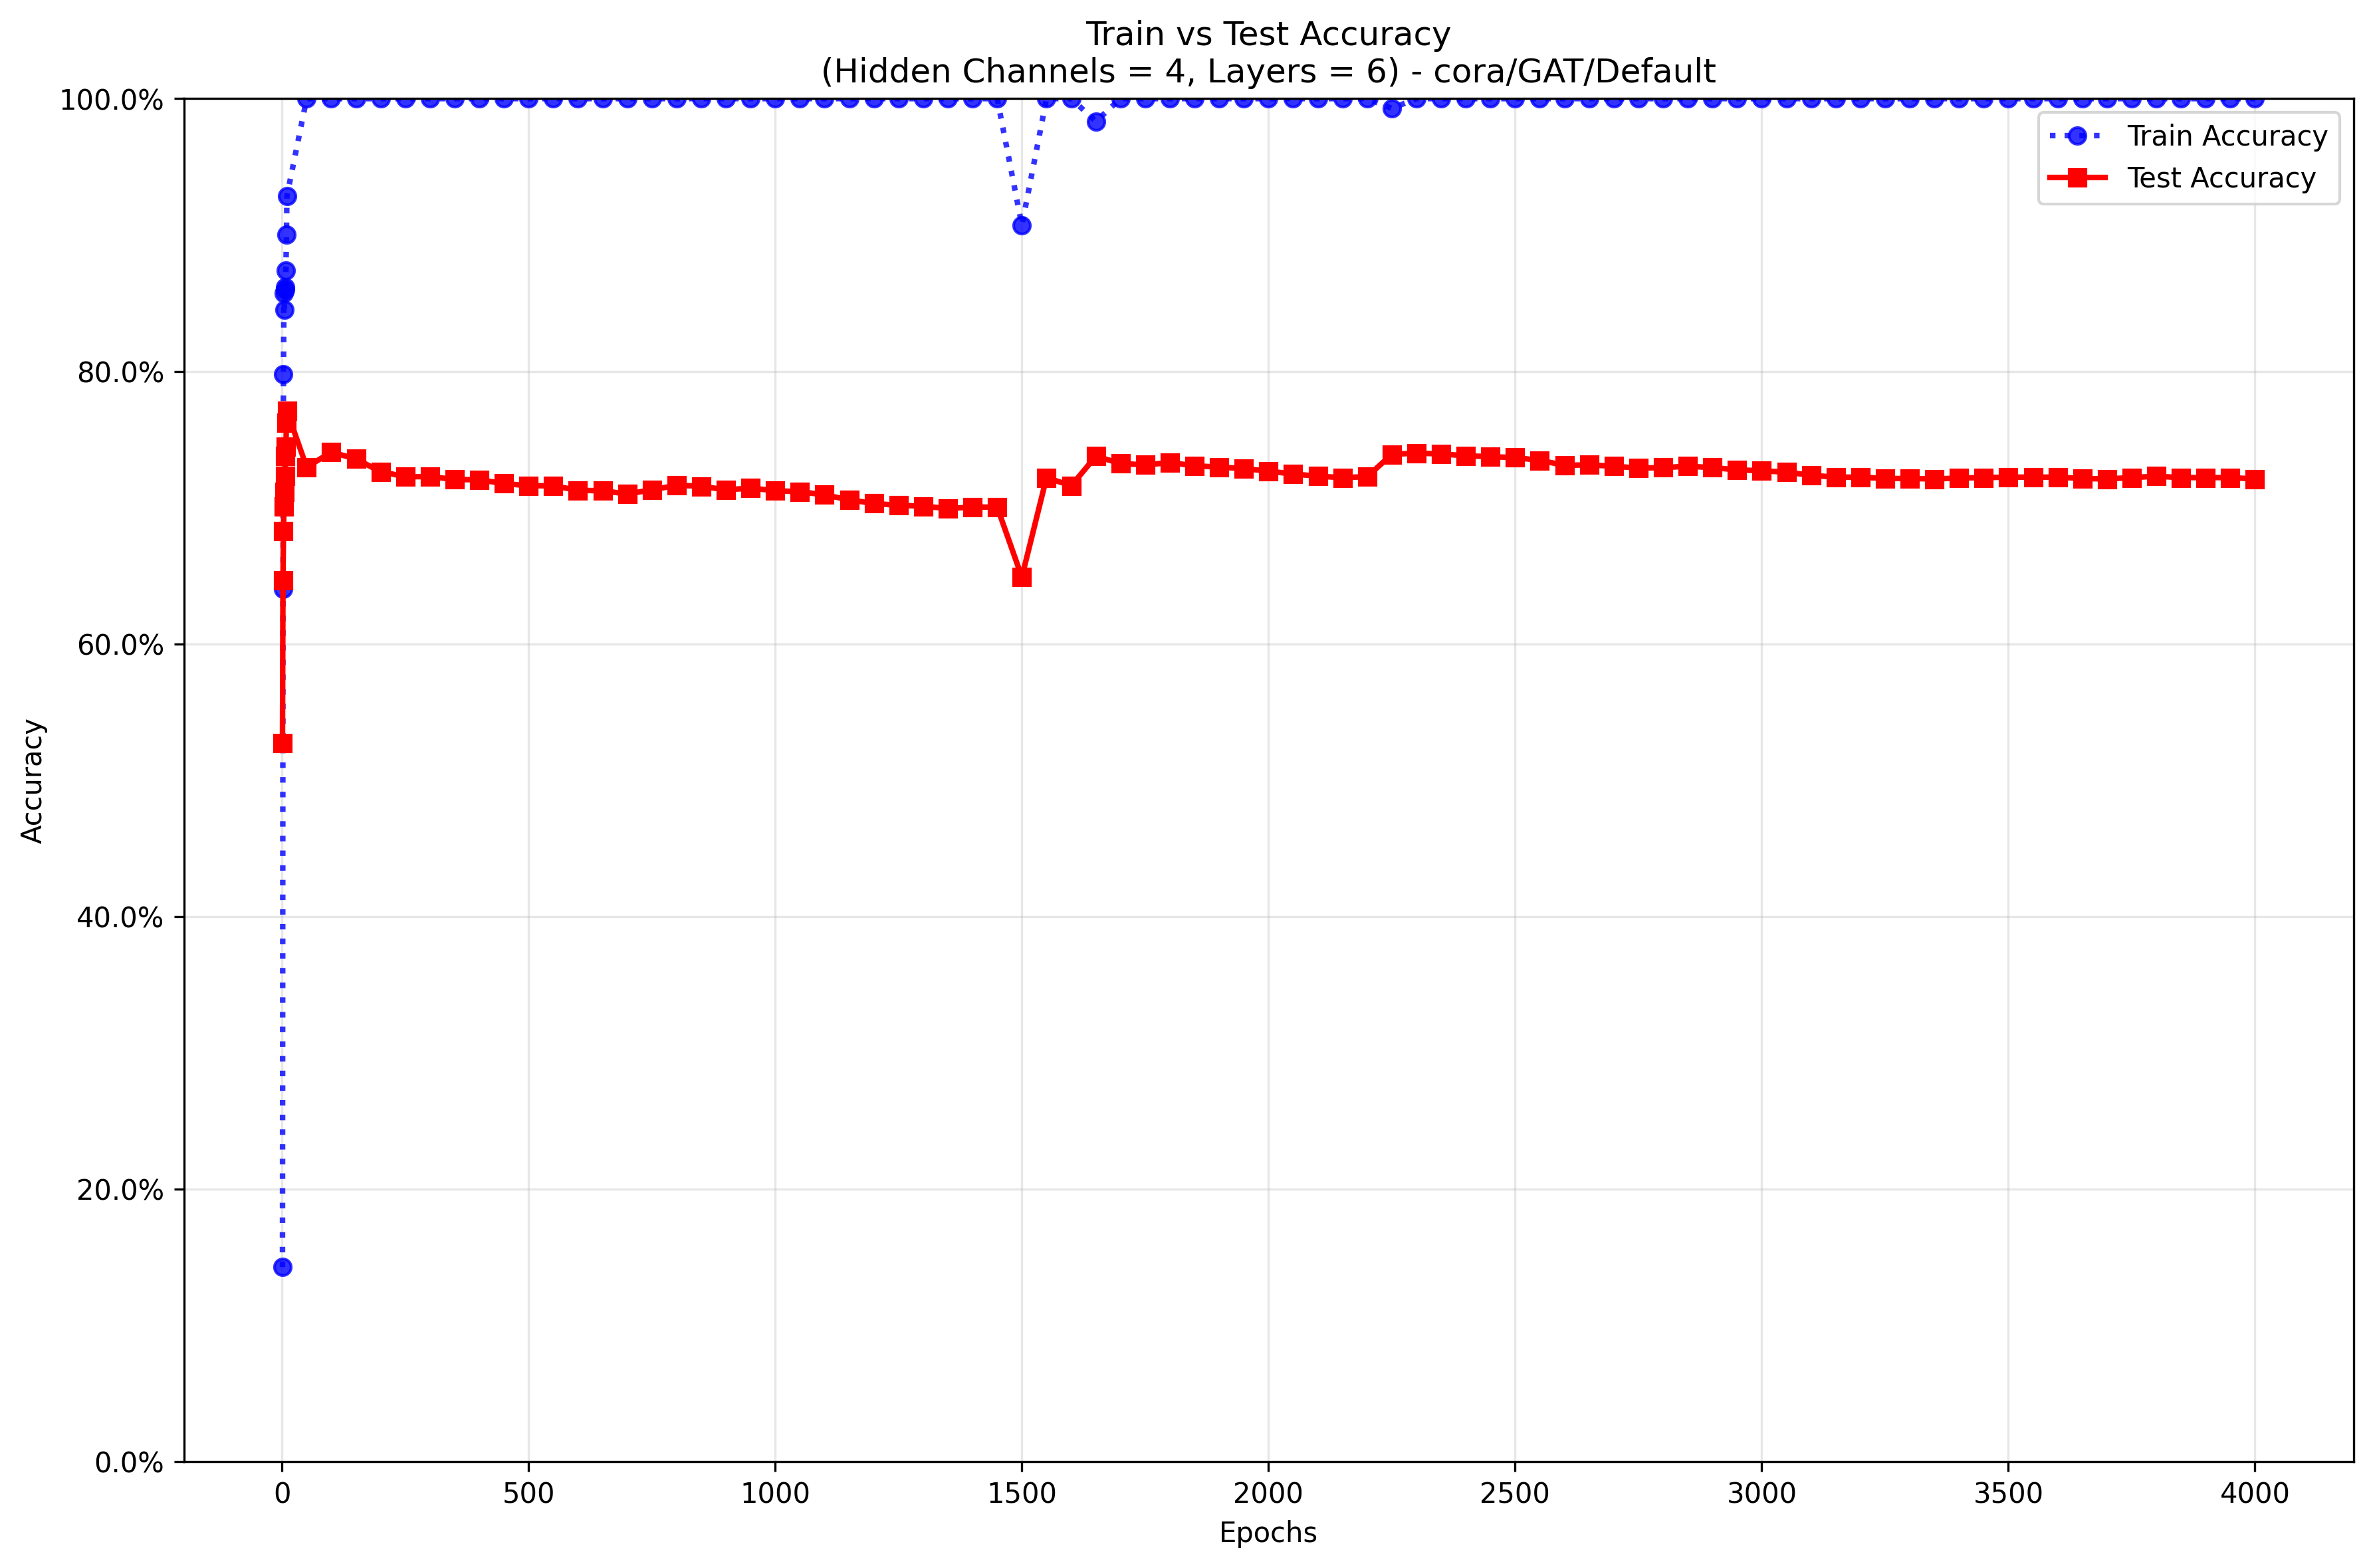 Train vs Test Accuracy
(Hidden Channels = 4, Layers = 6) - cora/GAT/Default
100.0%
80.0%
60.0%
40.0%
20.0%
0.0%
Accuracy
Train Accuracy
Test Accuracy
0
500
1000
1500
2000
2500
3000
3500
4000
Epochs